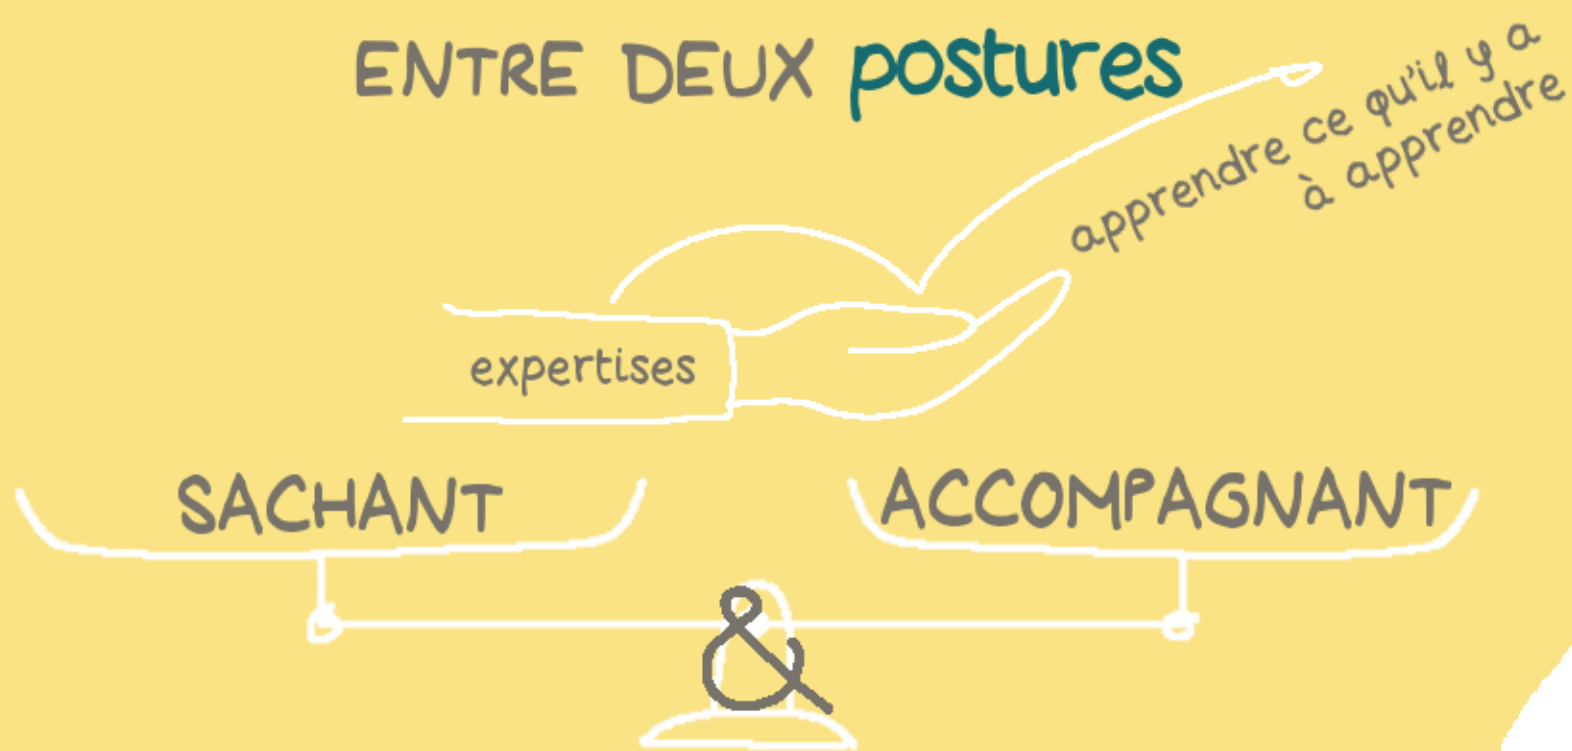 ENTRE DEUX postures
apprendre ce qu'il y a
à apprendre
expertises
SACHANT
ACCOMPAGNANT
&